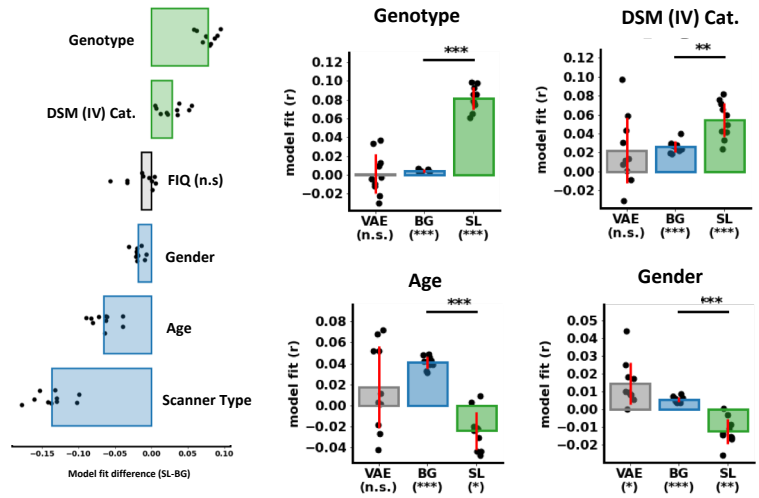 Genotype
DSM (IV) Cat.
FIQ (n.s)
Gender
Age
Scanner Type
−0.15 −0.10 −0.05 0.00 0.05 0.10
Model fit difference (SL-BG)
Genotype
***
model fit (r)
0.12
0.10
0.08
0.06
0.04
0.02
0.00
−0.02
VAE BG SL
(n.s.) (***) (***)
DSM (IV) Cat.
**
model fit (r)
0.12
0.10
0.08
0.06
0.04
0.02
0.00
−0.02
VAE BG SL
(n.s.) (***) (***)
Age
***
model fit (r)
0.08
0.06
0.04
0.02
0.00
−0.02
−0.04
VAE BG SL
(n.s.) (***) (*)
Gender
***
model fit (r)
0.05
0.04
0.03
0.02
0.01
0.00
−0.01
−0.02
VAE BG SL
(*) (***) (**)